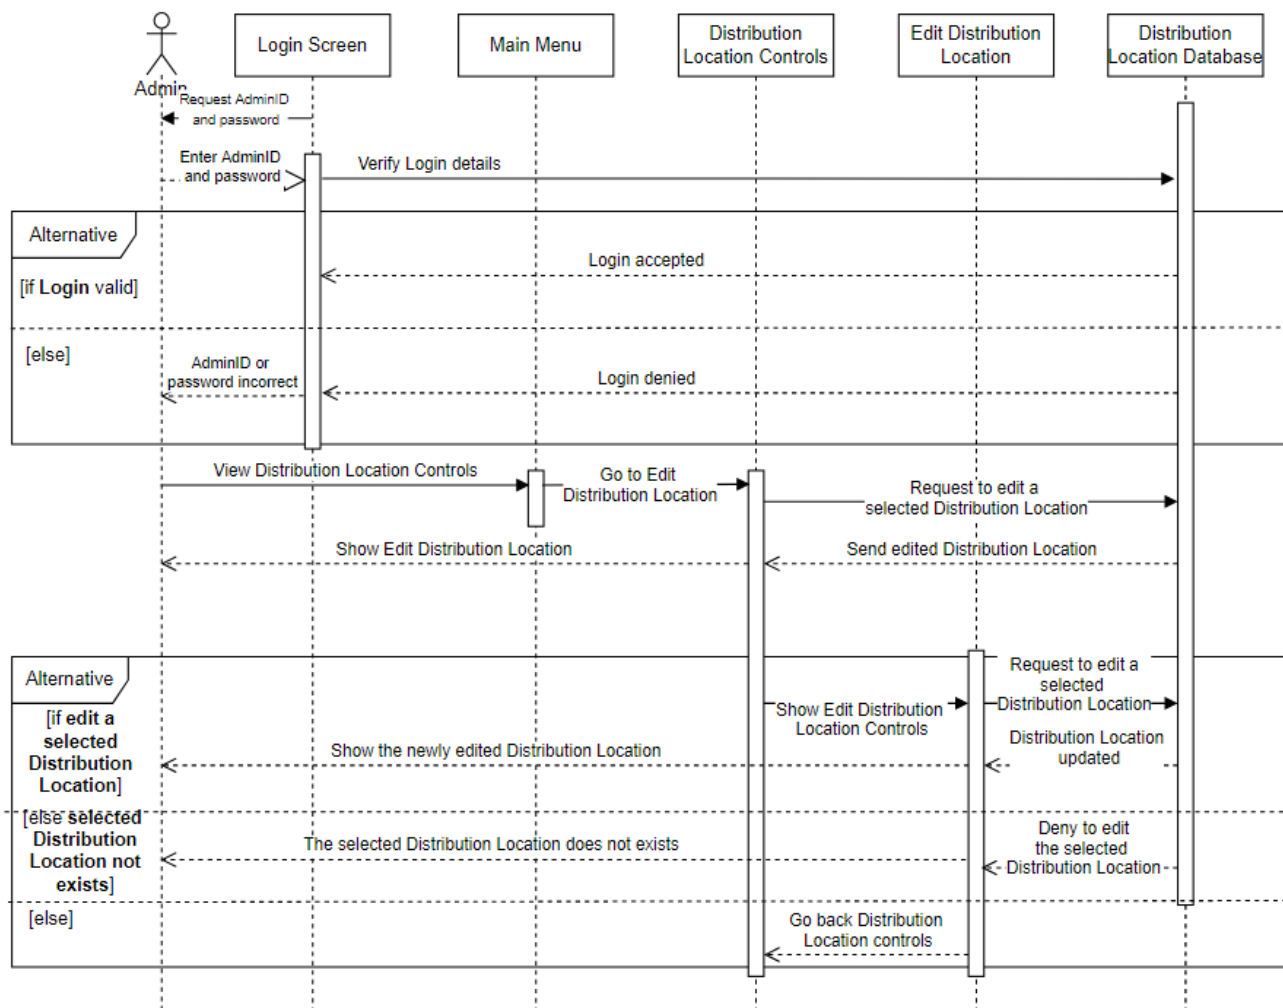 Admin
Login Screen
Main Menu
Distribution
Location Controls
Edit Distribution
Location
Distribution
Location Database
Request AdminID
and password
Enter AdminID
and password
Verify Login details
Alternative
Login accepted
[if Login valid]
[else]
AdminID or
password incorrect
Login denied
View Distribution Location Controls
Go to Edit
Distribution Location
Request to edit a
selected Distribution Location
Show Edit Distribution Location
Send edited Distribution Location
Alternative
[if edit a
selected
Distribution
Location]
Show Edit Distribution
Location Controls
Request to edit a
selected
Distribution Location
Show the newly edited Distribution Location
Distribution Location
updated
[else selected
Distribution
Location not
exists]
The selected Distribution Location does not exists
Deny to edit
the selected
Distribution Location
[else]
Go back Distribution
Location controls